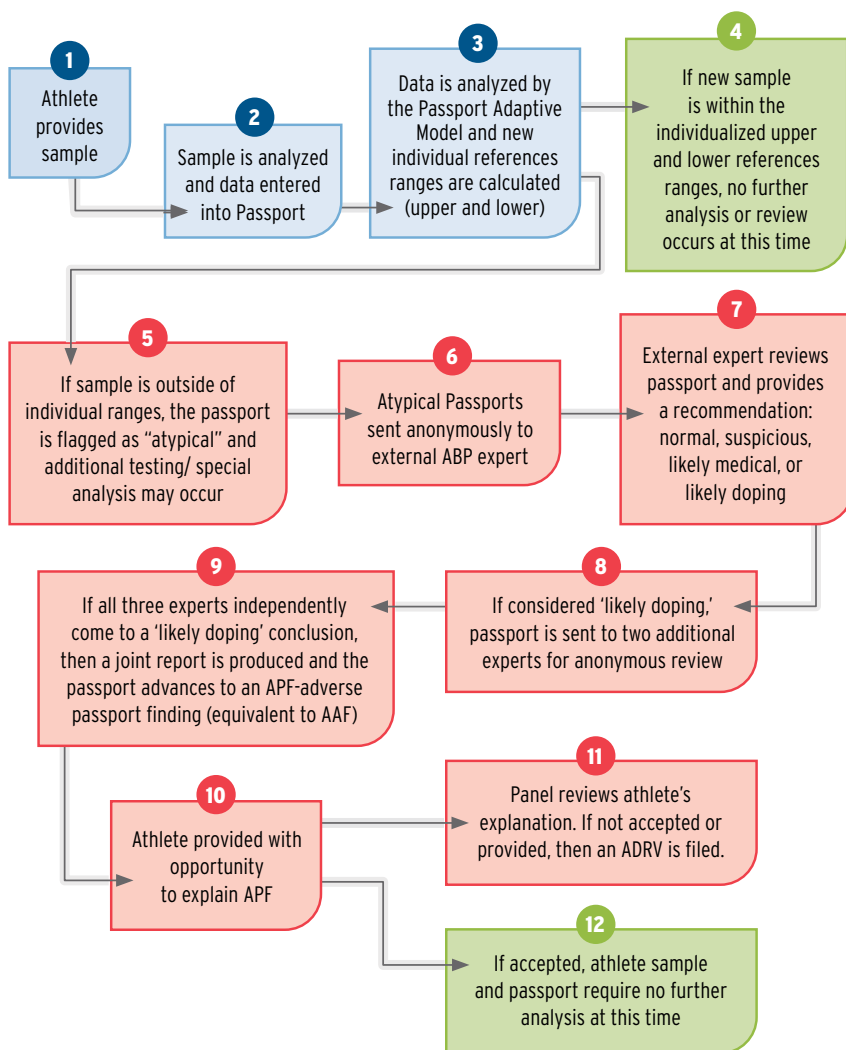 1
Athlete
provides
sample
2
Sample is analyzed
and data entered
into Passport
3
Data is analyzed by
the Passport Adaptive
Model and new
individual references
ranges are calculated
(upper and lower)
4
If new sample
is within the
individualized upper
and lower references
ranges, no further
analysis or review
occurs at this time
5
If sample is outside of
individual ranges, the passport
is flagged as “atypical” and
additional testing/ special
analysis may occur
6
Atypical Passports
sent anonymously to
external ABP expert
7
External expert reviews
passport and provides
a recommendation:
normal, suspicious,
likely medical, or
likely doping
8
If considered ‘likely doping,’
passport is sent to two additional
experts for anonymous review
9
If all three experts independently
come to a ‘likely doping’ conclusion,
then a joint report is produced and the
passport advances to an APF-adverse
passport finding (equivalent to AAF)
10
Athlete provided with
opportunity
to explain APF
11
Panel reviews athlete’s
explanation. If not accepted or
provided, then an ADRV is filed.
12
If accepted, athlete sample
and passport require no further
analysis at this time